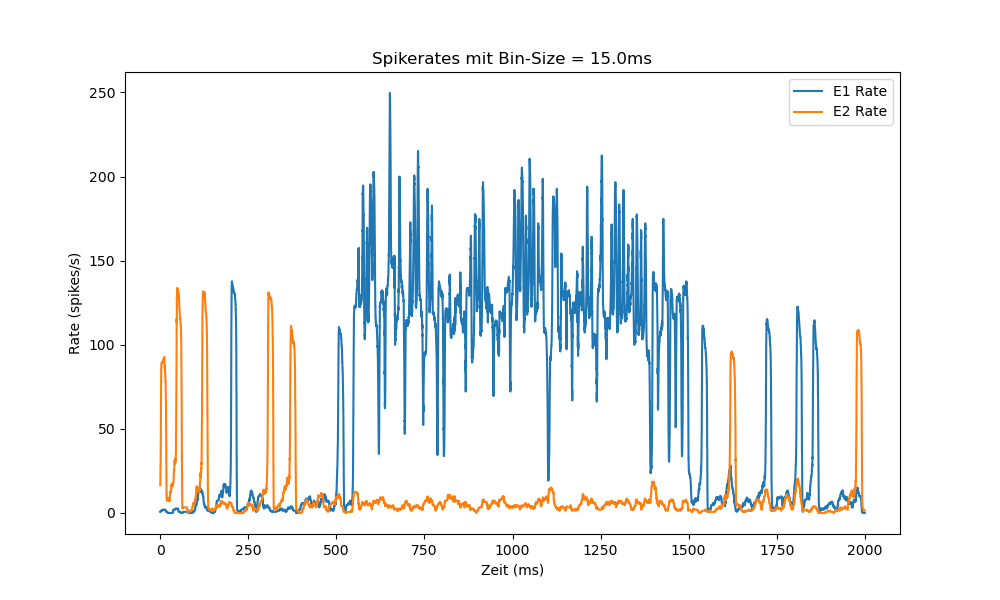 Spikerates mit Bin-Size = 15.0ms
E1 Rate
E2 Rate
250
200
150
100
50
0
Rate (spikes/s)
0 250 500 750 1000 1250 1500 1750 2000
Zeit (ms)